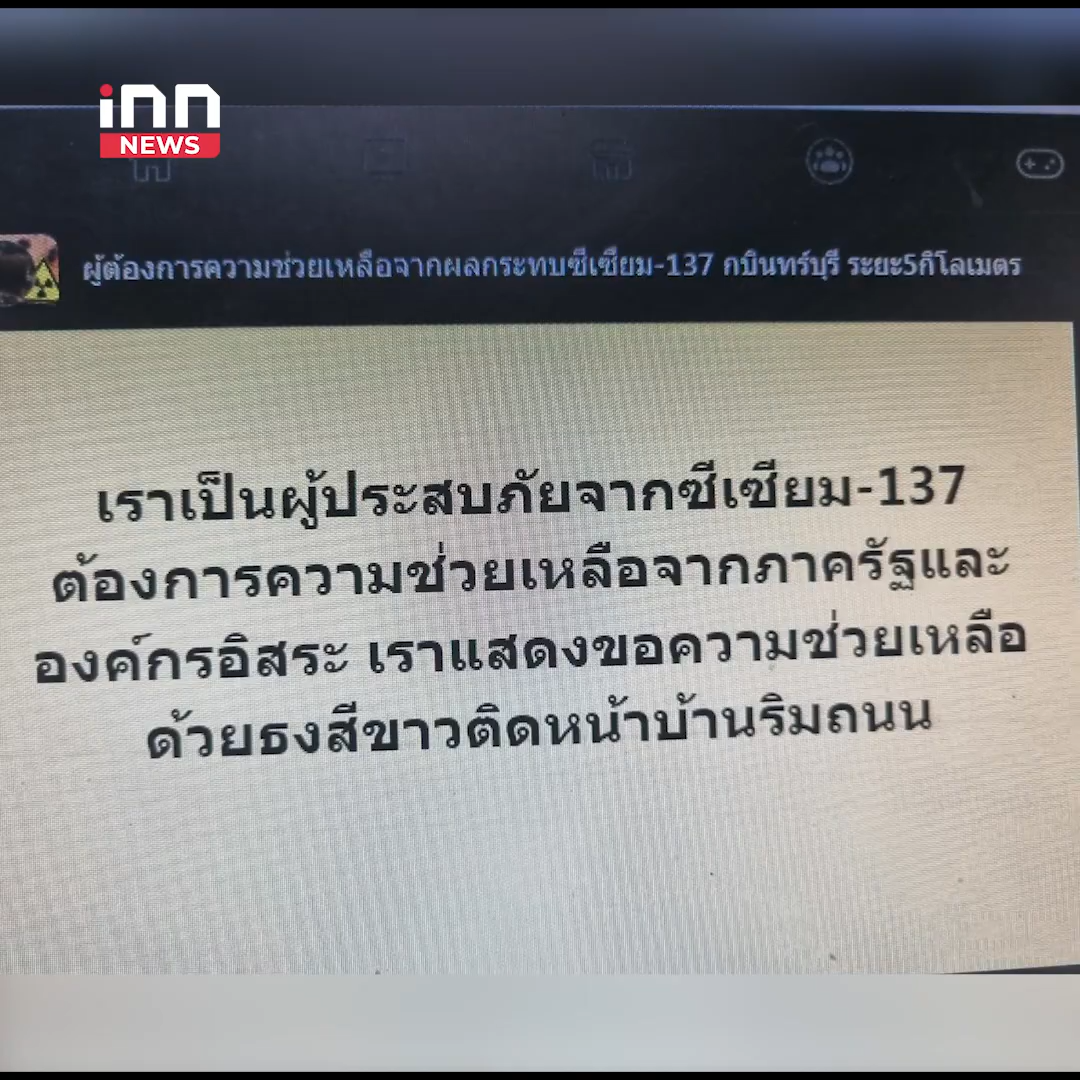 inn
NEWS
ผู้ต้องการความช่วยเหลือจากผลกระทบซีเซียม-137 กบินทร์บุรี ระยะ5กิโลเมตร
เราเป็นผู้ประสบภัยจากซีเซียม-137
ต้องการความช่วยเหลือจากภาครัฐและ
องค์กรอิสระ เราแสดงขอความช่วยเหลือ
ด้วยธงสีขาวติดหน้าบ้านริมถนน